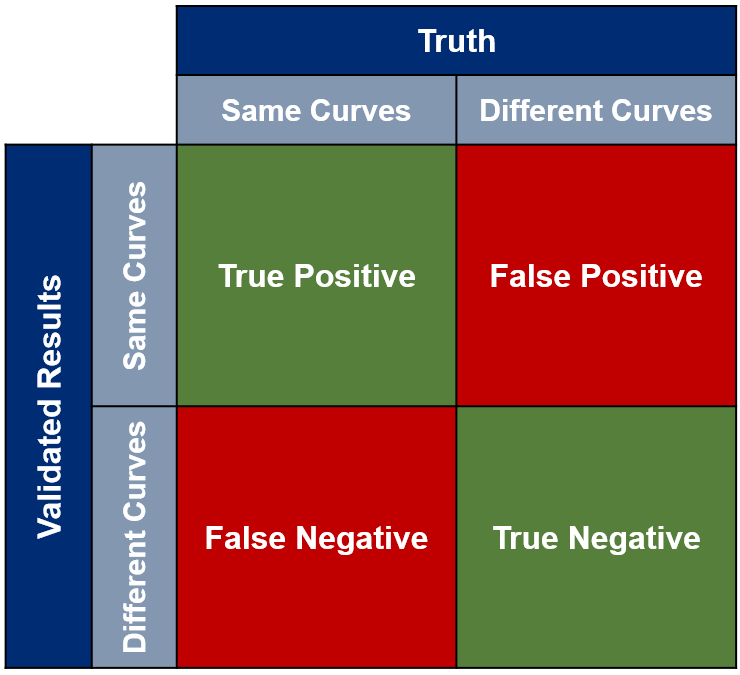 Truth
Same Curves
Different Curves
Validated Results
Same Curves
True Positive
False Positive
Different Curves
False Negative
True Negative